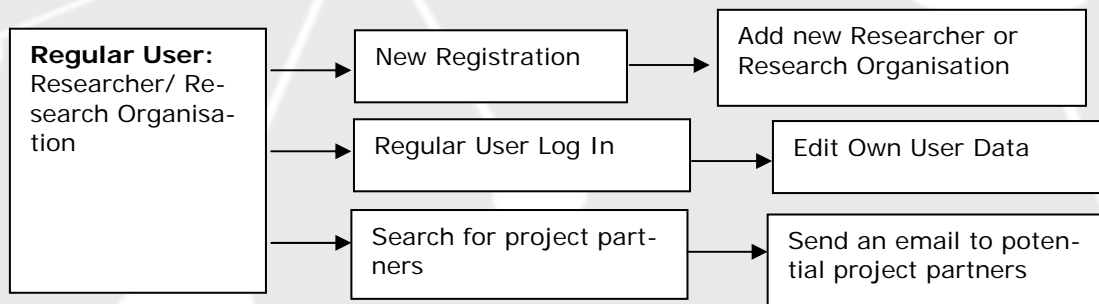 Regular User:
Researcher/ Re-
search Organisa-
tion
New Registration
Add new Researcher or
Research Organisation
Regular User Log In
Edit Own User Data
Search for project part-
ners
Send an email to poten-
tial project partners